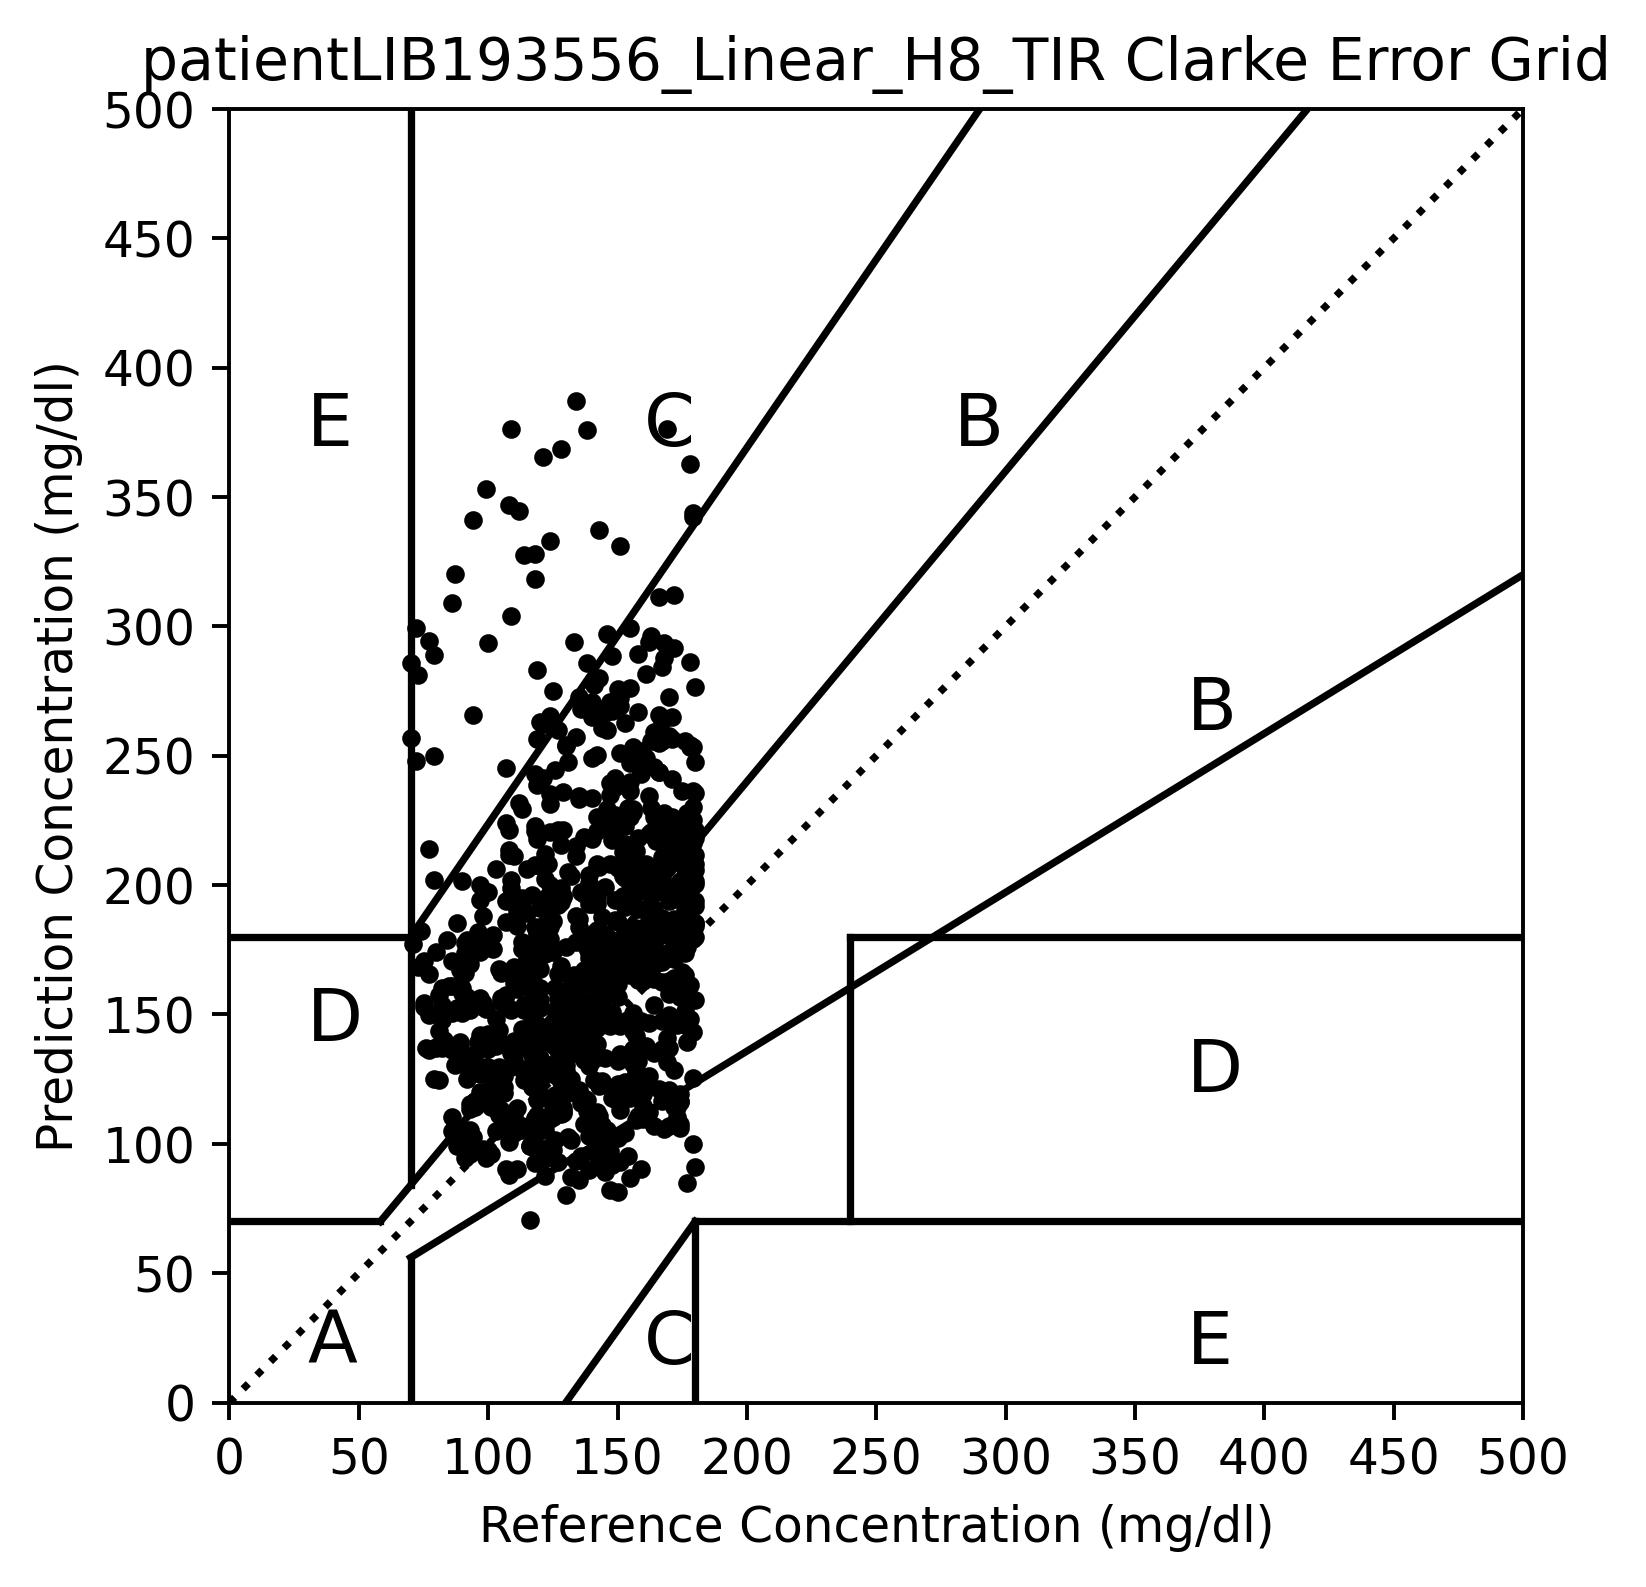 patientLIB193556_Linear_H8_TIR Clarke Error Grid
500
450
400
350
300
250
200
150
100
50
0
Prediction Concentration (mg/dl)
E
C
B
B
D
D
A
C
E
0 50 100 150 200 250 300 350 400 450 500
Reference Concentration (mg/dl)